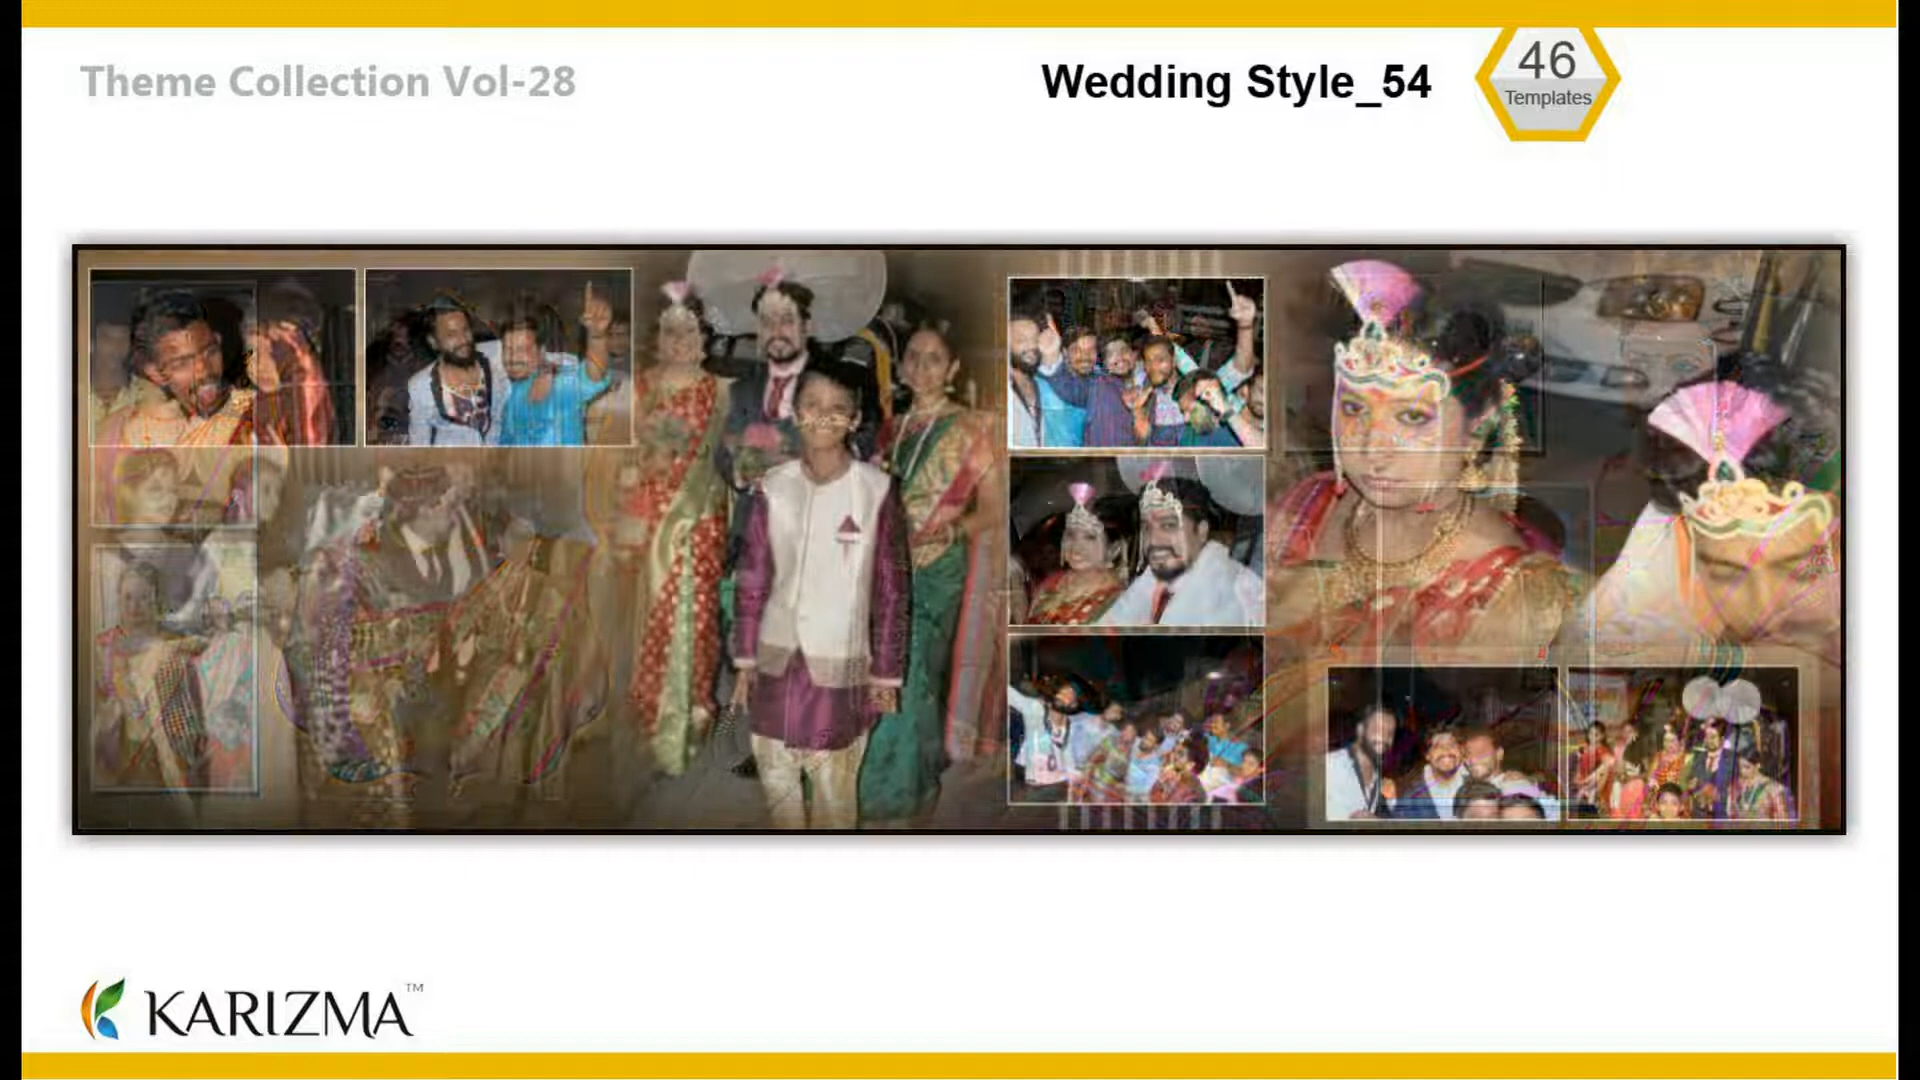 Theme Collection Vol-28
Wedding Style_54
46
Templates
KARIZMA™